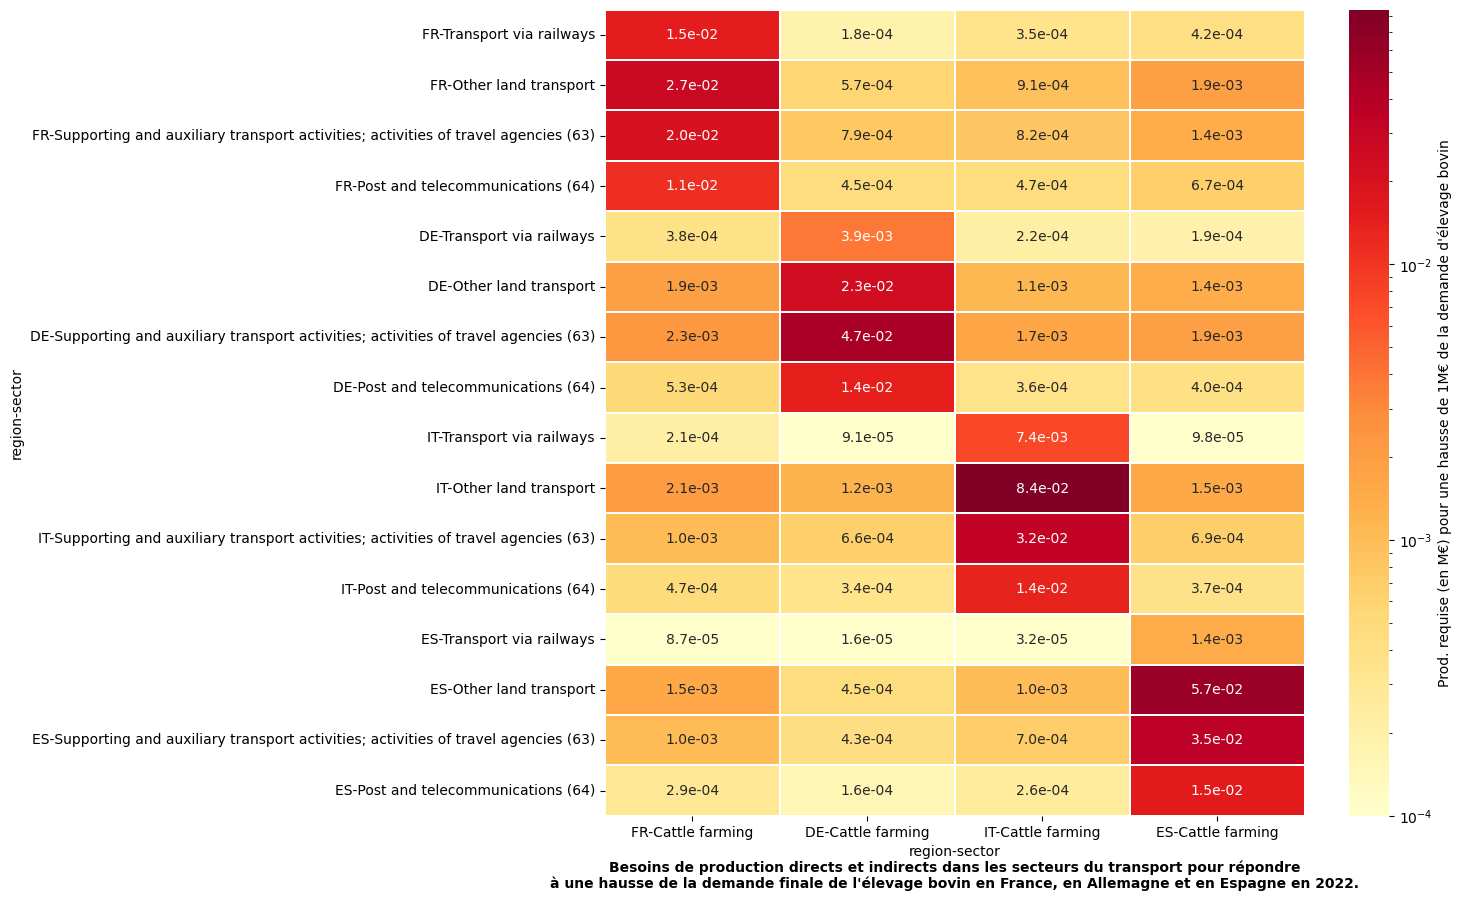 FR-Transport via railways 1.5e-02 1.8e-04 3.5e-04 4.2e-04
FR-Other land transport 2.7e-02 5.7e-04 9.1e-04 1.9e-03
FR-Supporting and auxiliary transport activities; activities of travel agencies (63) 2.0e-02 7.9e-04 8.2e-04 1.4e-03
FR-Post and telecommunications (64) 1.1e-02 4.5e-04 4.7e-04 6.7e-04
DE-Transport via railways 3.8e-04 3.9e-03 2.2e-04 1.9e-04
DE-Other land transport 1.9e-03 2.3e-02 1.1e-03 1.4e-03
DE-Supporting and auxiliary transport activities; activities of travel agencies (63) 2.3e-03 4.7e-02 1.7e-03 1.9e-03
DE-Post and telecommunications (64) 5.3e-04 1.4e-02 3.6e-04 4.0e-04
IT-Transport via railways 2.1e-04 9.1e-05 7.4e-03 9.8e-05
IT-Other land transport 2.1e-03 1.2e-03 8.4e-02 1.5e-03
IT-Supporting and auxiliary transport activities; activities of travel agencies (63) 1.0e-03 6.6e-04 3.2e-02 6.9e-04
IT-Post and telecommunications (64) 4.7e-04 3.4e-04 1.4e-02 3.7e-04
ES-Transport via railways 8.7e-05 1.6e-05 3.2e-05 1.4e-03
ES-Other land transport 1.5e-03 4.5e-04 1.0e-03 5.7e-02
ES-Supporting and auxiliary transport activities; activities of travel agencies (63) 1.0e-03 4.3e-04 7.0e-04 3.5e-02
ES-Post and telecommunications (64) 2.9e-04 1.6e-04 2.6e-04 1.5e-02
region-sector
FR-Cattle farming DE-Cattle farming IT-Cattle farming ES-Cattle farming
region-sector
Besoins de production directs et indirects dans les secteurs du transport pour répondre
à une hausse de la demande finale de l'élevage bovin en France, en Allemagne et en Espagne en 2022.
10⁻²
10⁻³
10⁻⁴
Prod. requise (en M€) pour une hausse de 1M€ de la demande d'élevage bovin